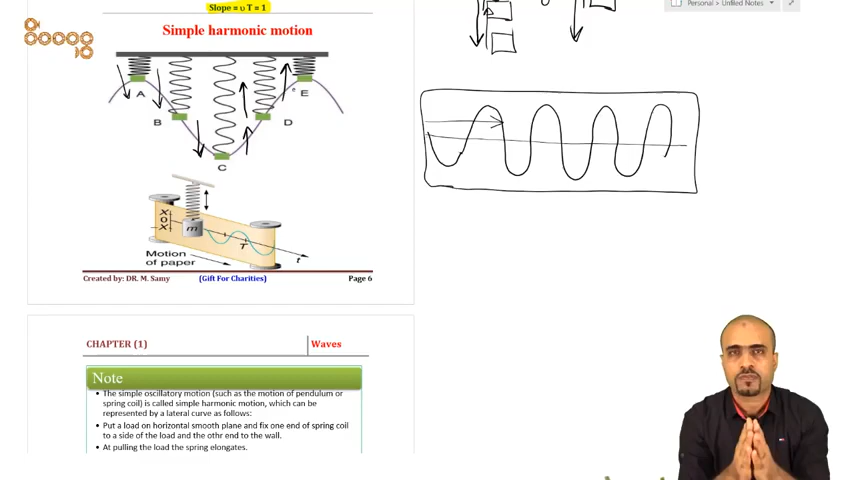 Slope = υ T = 1
Simple harmonic motion
A
B
C
D
e
E
X
0
X
m
T
t
Motion
of paper
Created by: DR. M. Samy (Gift For Charities) Page 6
CHAPTER (1) Waves
Note
• The simple oscillatory motion (such as the motion of pendulum or
spring coil) is called simple harmonic motion, which can be
represented by a lateral curve as follows:
• Put a load on horizontal smooth plane and fix one end of spring coil
to a side of the load and the othr end to the wall.
• At pulling the load the spring elongates.
Personal > Unfiled Notes